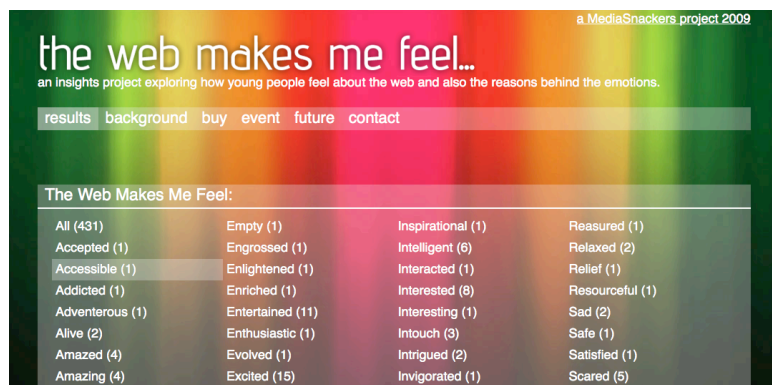 a MediaSnackers project 2009
the web makes me feel...
an insights project exploring how young people feel about the web and also the reasons behind the emotions.
results background buy event future contact
The Web Makes Me Feel:
All (431) Empty (1) Inspirational (1) Reasured (1)
Accepted (1) Engrossed (1) Intelligent (6) Relaxed (2)
Accessible (1) Enlightened (1) Interacted (1) Relief (1)
Addicted (1) Enriched (1) Interested (8) Resourceful (1)
Adventerous (1) Entertained (11) Interesting (1) Sad (2)
Alive (2) Enthusiastic (1) Intouch (3) Safe (1)
Amazed (4) Evolved (1) Intrigued (2) Satisfied (1)
Amazing (4) Excited (15) Invigorated (1) Scared (5)